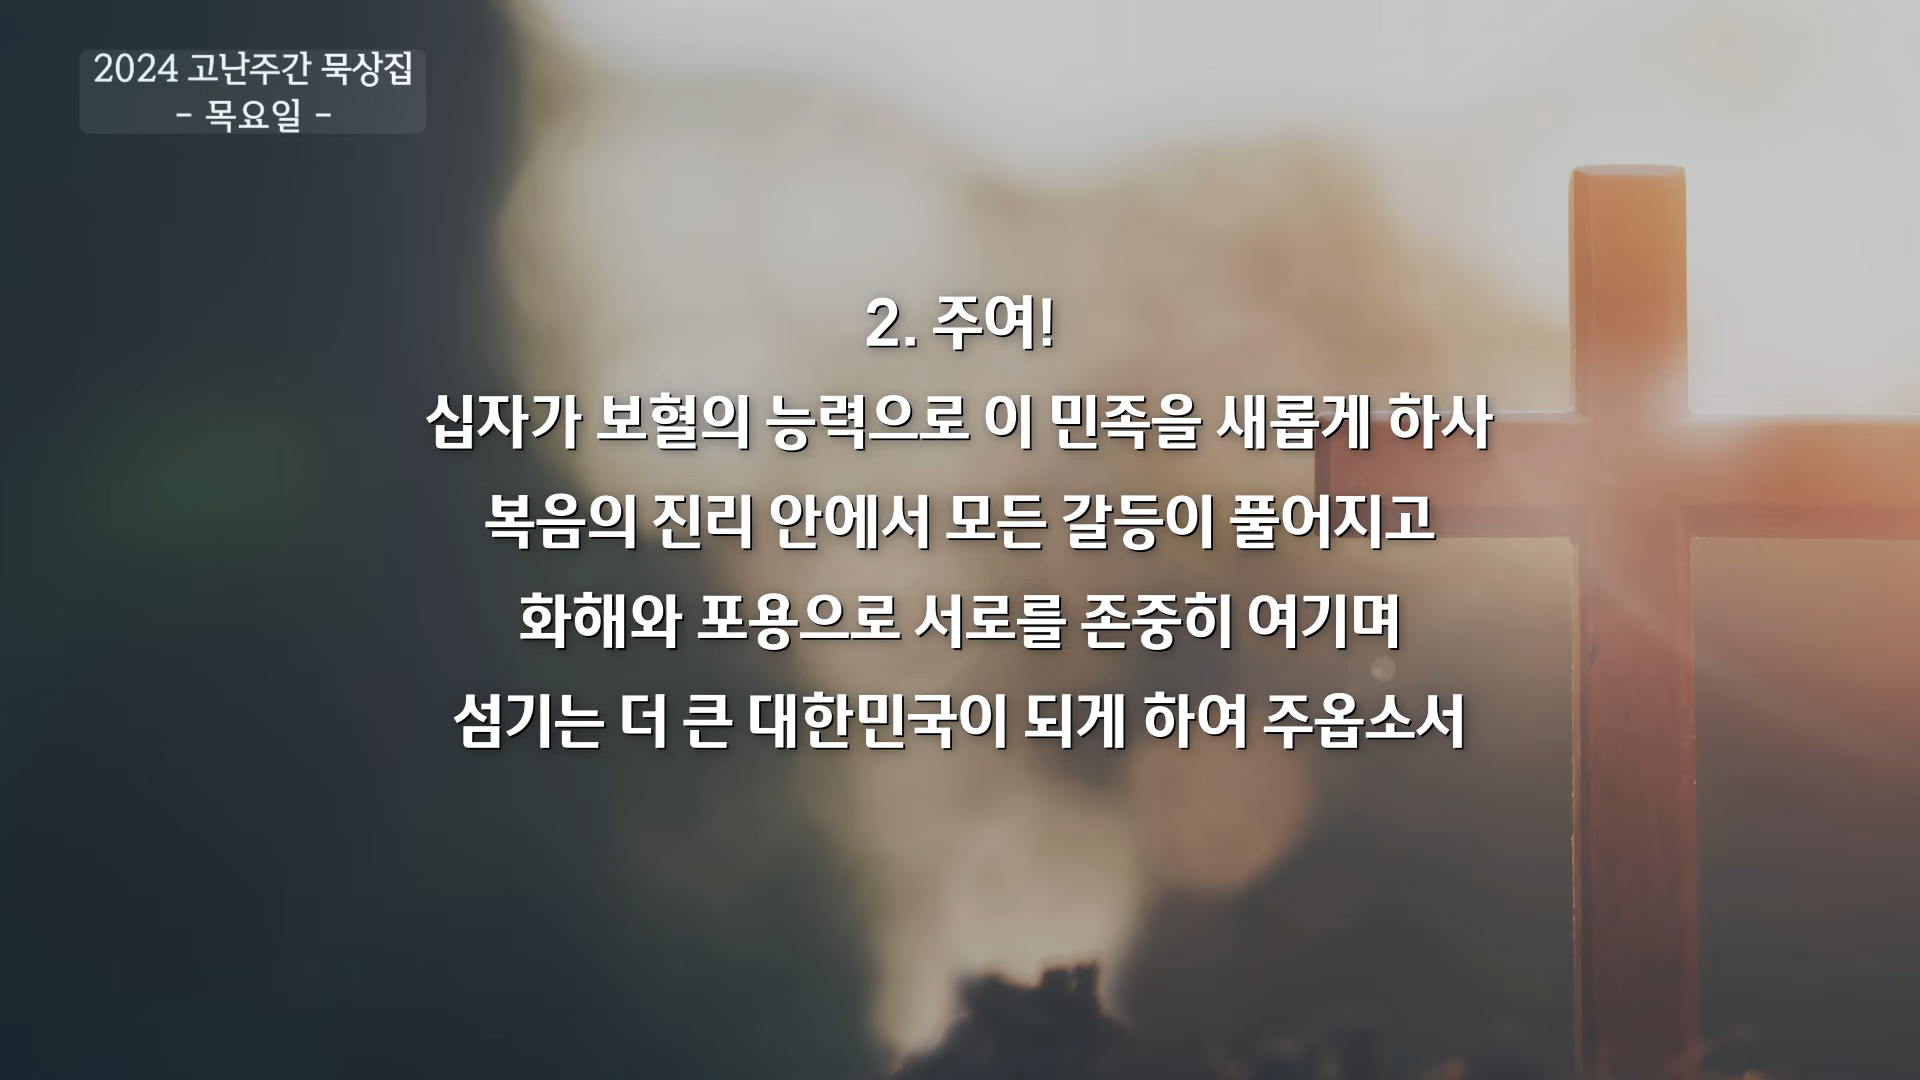 2024 고난주간 묵상집
- 목요일 -
2. 주여!
십자가 보혈의 능력으로 이 민족을 새롭게 하사
복음의 진리 안에서 모든 갈등이 풀어지고
화해와 포용으로 서로를 존중히 여기며
섬기는 더 큰 대한민국이 되게 하여 주옵소서